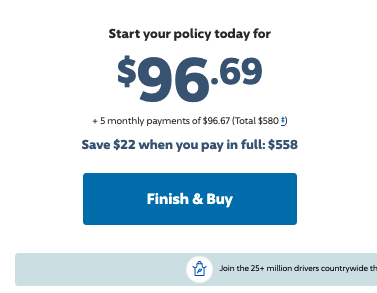 Start your policy today for
$96.69
+ 5 monthly payments of $96.67 (Total $580 ‡)
Save $22 when you pay in full: $558
Finish & Buy
Join the 25+ million drivers countrywide th